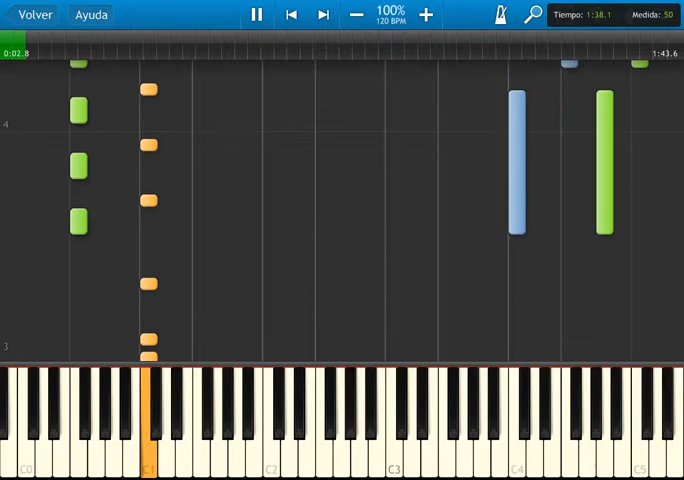 Volver
Ayuda
100%
120 BPM
Tiempo: 1:38.1
Medida: 50
0:02.8
1:43.6
4
3
C0
C1
C2
C3
C4
C5